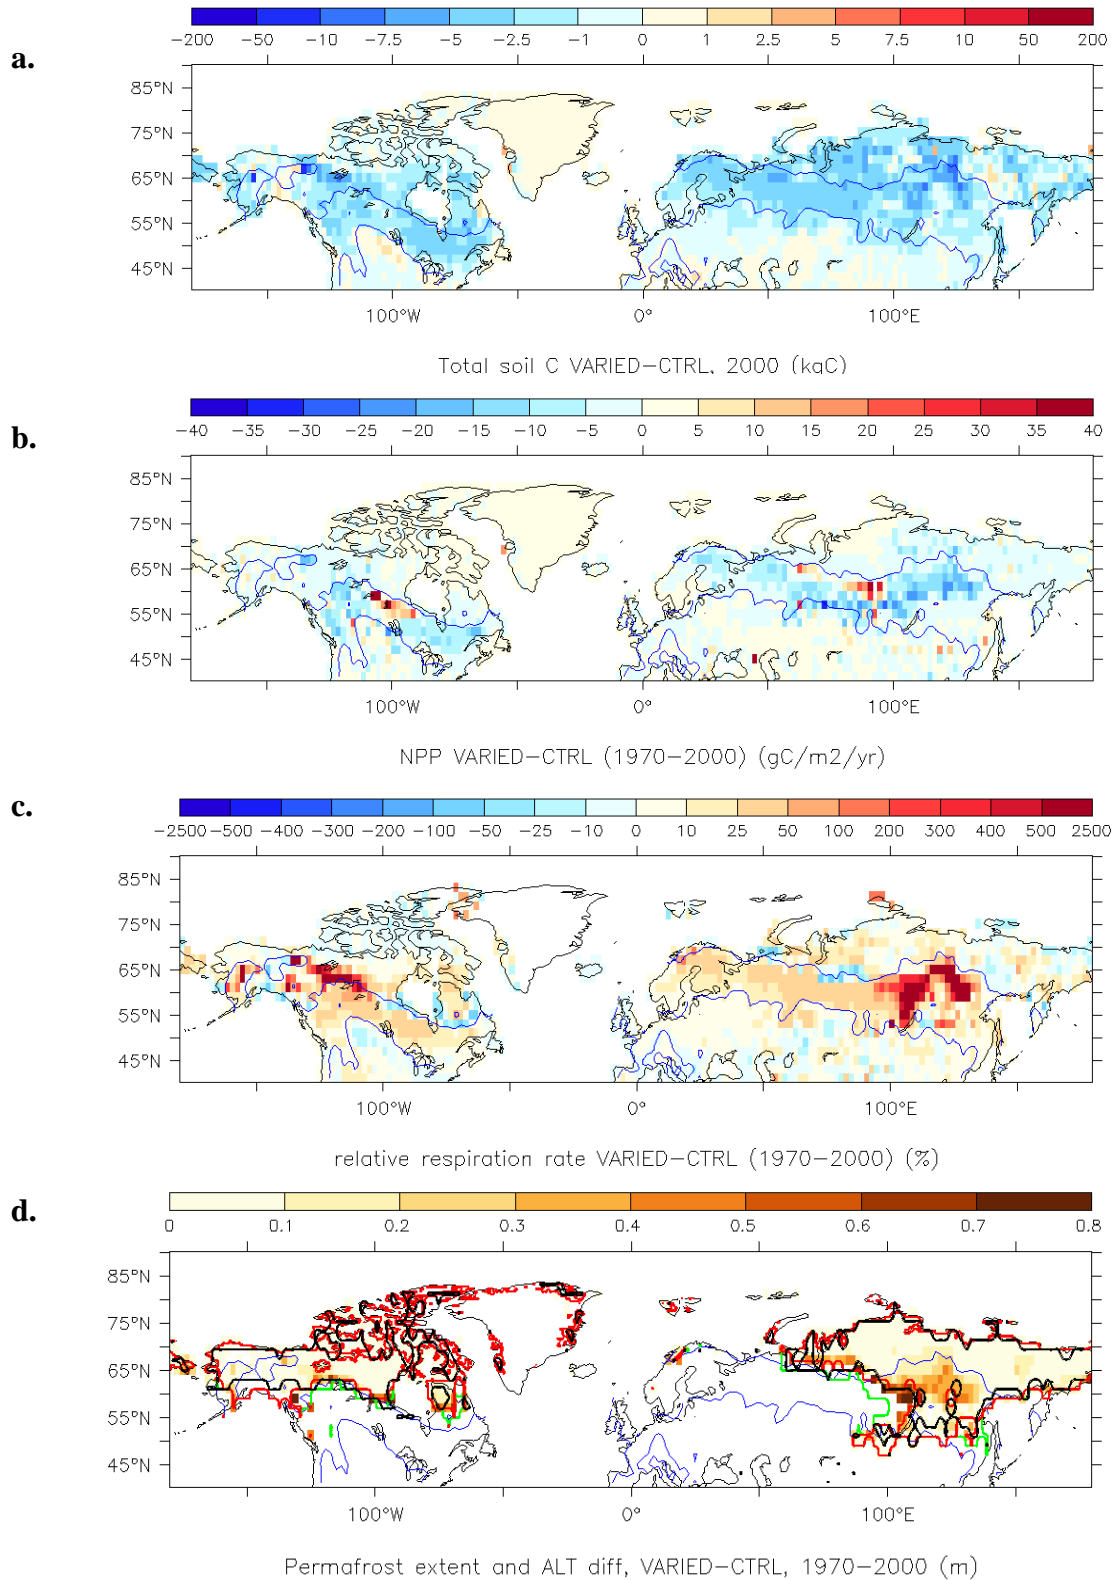 −200 −50 −10 −7.5 −5 −2.5 −1 0 1 2.5 5 7.5 10 50 200
a.
85°N
75°N
65°N
55°N
45°N
100°W 0° 100°E
Total soil C VARIED−CTRL, 2000 (kgC)
−40 −35 −30 −25 −20 −15 −10 −5 0 5 10 15 20 25 30 35 40
b.
85°N
75°N
65°N
55°N
45°N
100°W 0° 100°E
NPP VARIED−CTRL (1970−2000) (gC/m2/yr)
c.
−2500 −500 −400 −300 −200 −100 −50 −25 −10 0 10 25 50 100 200 300 400 500 2500
85°N
75°N
65°N
55°N
45°N
100°W 0° 100°E
relative respiration rate VARIED−CTRL (1970−2000) (%)
d.
0 0.1 0.2 0.3 0.4 0.5 0.6 0.7 0.8
85°N
75°N
65°N
55°N
45°N
100°W 0° 100°E
Permafrost extent and ALT diff, VARIED−CTRL, 1970−2000 (m)